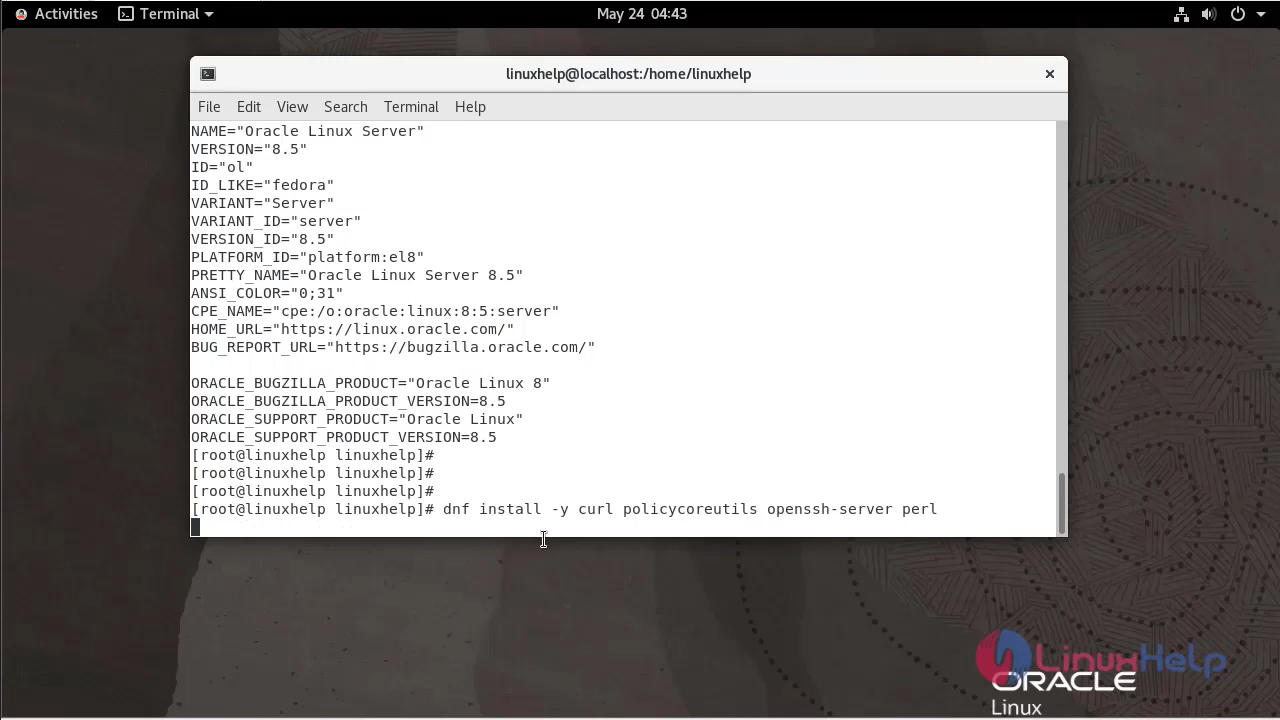 Activities Terminal May 24 04:43
linuxhelp@localhost:/home/linuxhelp
File Edit View Search Terminal Help
NAME="Oracle Linux Server"
VERSION="8.5"
ID="ol"
ID_LIKE="fedora"
VARIANT="Server"
VARIANT_ID="server"
VERSION_ID="8.5"
PLATFORM_ID="platform:el8"
PRETTY_NAME="Oracle Linux Server 8.5"
ANSI_COLOR="0;31"
CPE_NAME="cpe:/o:oracle:linux:8:5:server"
HOME_URL="https://linux.oracle.com/"
BUG_REPORT_URL="https://bugzilla.oracle.com/"
ORACLE_BUGZILLA_PRODUCT="Oracle Linux 8"
ORACLE_BUGZILLA_PRODUCT_VERSION=8.5
ORACLE_SUPPORT_PRODUCT="Oracle Linux"
ORACLE_SUPPORT_PRODUCT_VERSION=8.5
[root@linuxhelp linuxhelp]#
[root@linuxhelp linuxhelp]#
[root@linuxhelp linuxhelp]#
[root@linuxhelp linuxhelp]# dnf install -y curl policycoreutils openssh-server perl
LinuxHelp
ORACLE
Linux